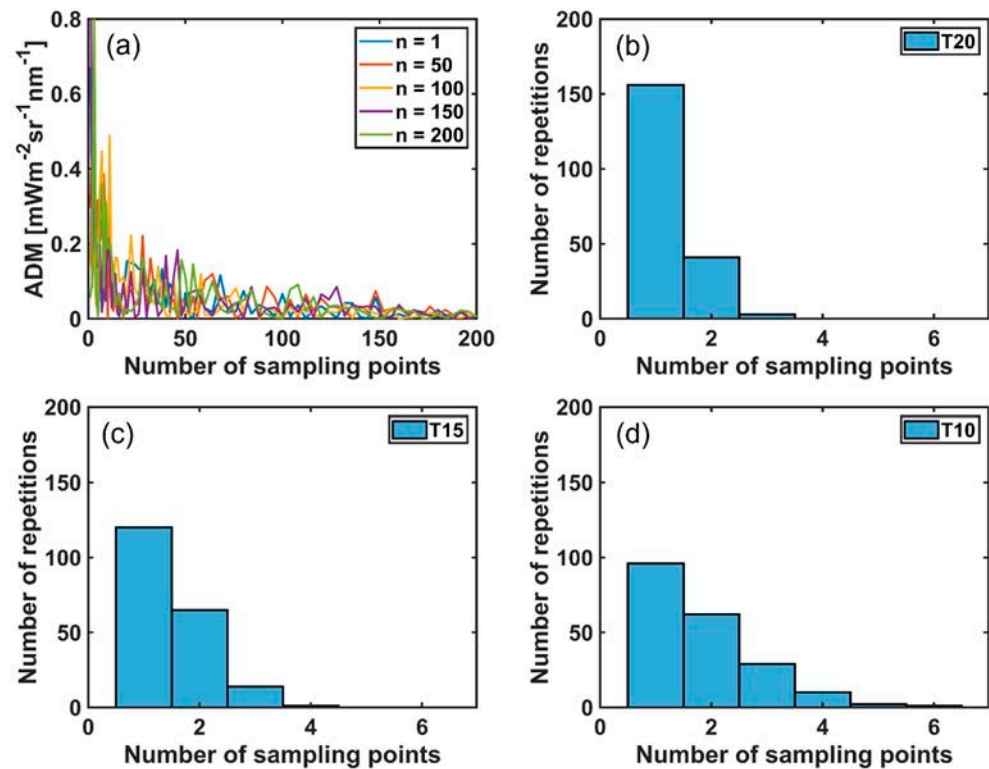 (a)
n = 1
n = 50
n = 100
n = 150
n = 200
0.8
0.6
0.4
0.2
0
0 50 100 150 200
ADM [mWm⁻²sr⁻¹nm⁻¹]
Number of sampling points
(b)
T20
200
150
100
50
0
0 2 4 6
Number of repetitions
Number of sampling points
(c)
T15
200
150
100
50
0
0 2 4 6
Number of repetitions
Number of sampling points
(d)
T10
200
150
100
50
0
0 2 4 6
Number of repetitions
Number of sampling points